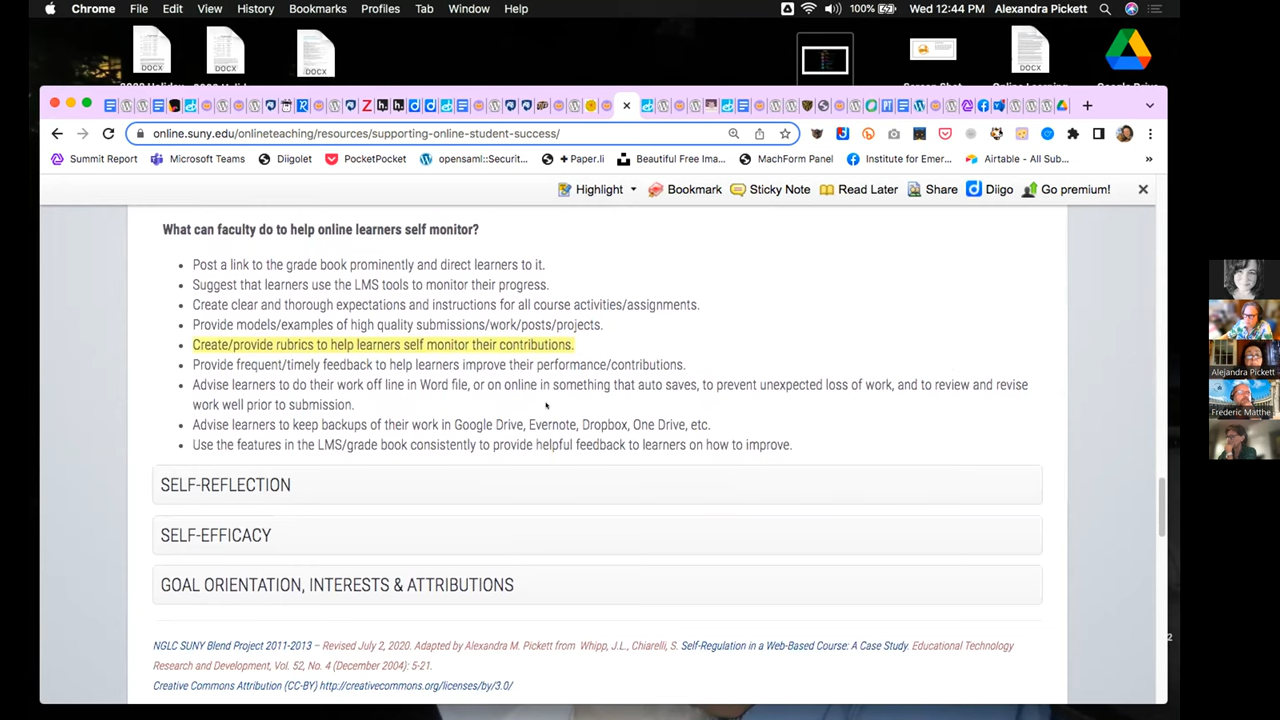 Chrome File Edit View History Bookmarks Profiles Tab Window Help 100% Wed 12:44 PM Alexandra Pickett
DOCX DOCX DOCX
online.suny.edu/onlineteaching/resources/supporting-online-student-success/
Summit Report Microsoft Teams Diigolet PocketPocket opensaml::Securit... + Paper.li Beautiful Free Ima... MachForm Panel Institute for Emer... Airtable - All Sub... »
Highlight Bookmark Sticky Note Read Later Share Diigo Go premium!
What can faculty do to help online learners self monitor?
• Post a link to the grade book prominently and direct learners to it.
• Suggest that learners use the LMS tools to monitor their progress.
• Create clear and thorough expectations and instructions for all course activities/assignments.
• Provide models/examples of high quality submissions/work/posts/projects.
• Create/provide rubrics to help learners self monitor their contributions.
• Provide frequent/timely feedback to help learners improve their performance/contributions.
• Advise learners to do their work off line in Word file, or on online in something that auto saves, to prevent unexpected loss of work, and to review and revise
work well prior to submission.
• Advise learners to keep backups of their work in Google Drive, Evernote, Dropbox, One Drive, etc.
• Use the features in the LMS/grade book consistently to provide helpful feedback to learners on how to improve.
SELF-REFLECTION
SELF-EFFICACY
GOAL ORIENTATION, INTERESTS & ATTRIBUTIONS
NGLC SUNY Blend Project 2011-2013 – Revised July 2, 2020. Adapted by Alexandra M. Pickett from Whipp, J.L., Chiarelli, S. Self-Regulation in a Web-Based Course: A Case Study. Educational Technology
Research and Development, Vol. 52, No. 4 (December 2004): 5-21.
Creative Commons Attribution (CC-BY) http://creativecommons.org/licenses/by/3.0/
Alejandra Pickett
Frederic Matthe